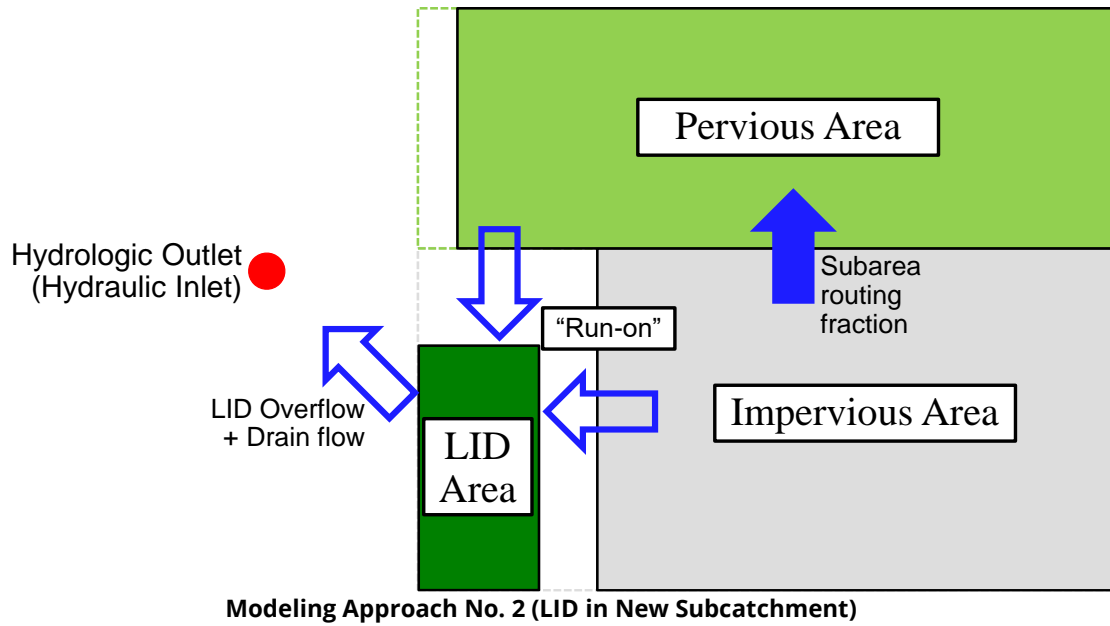 Pervious Area
Hydrologic Outlet
(Hydraulic Inlet)
Subarea
routing
fraction
“Run-on”
LID Overflow
+ Drain flow
LID
Area
Impervious Area
Modeling Approach No. 2 (LID in New Subcatchment)